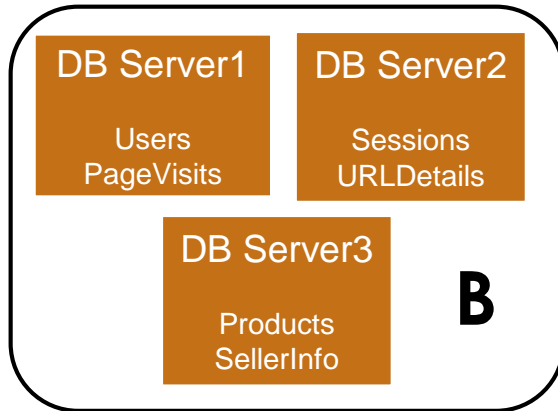 DB Server1
Users
PageVisits
DB Server2
Sessions
URLDetails
DB Server3
Products
SellerInfo
B